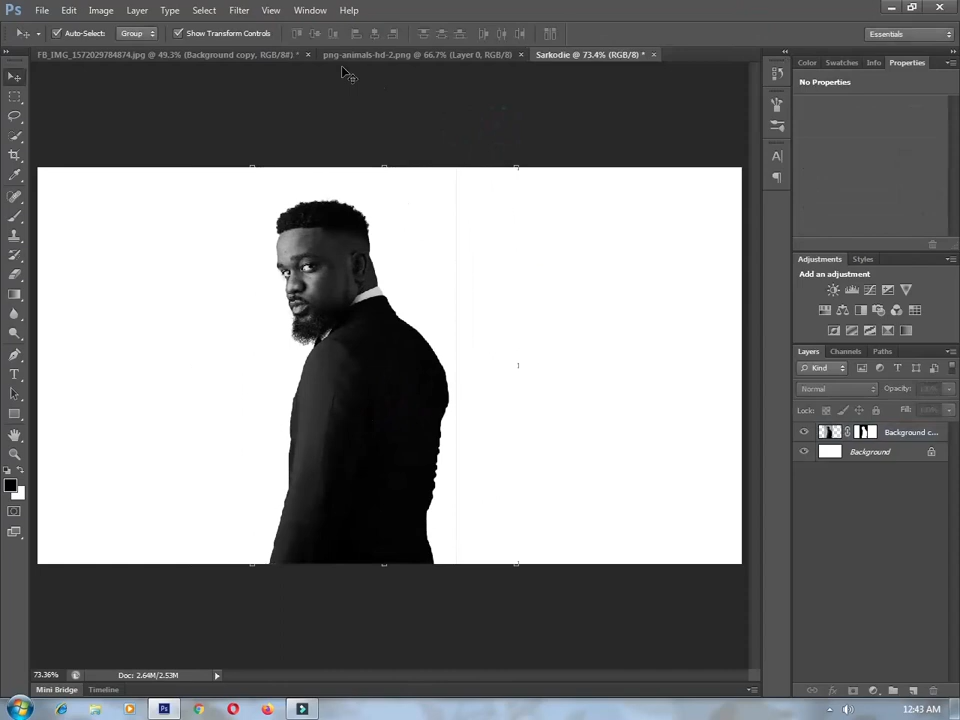 Ps File Edit Image Layer Type Select Filter View Window Help
Auto-Select: Group Show Transform Controls Essentials
FB_IMG_1572029784874.jpg @ 49.3% (Background copy, RGB/8#) * × png-animals-hd-2.png @ 66.7% (Layer 0, RGB/8) × Sarkodie @ 73.4% (RGB/8) * ×
Color Swatches Info Properties
No Properties
Adjustments Styles
Add an adjustment
Layers Channels Paths
Kind
Normal Opacity:
Lock: Fill:
Background c...
Background
73.36% Doc: 2.64M/2.53M
Mini Bridge Timeline
Ps 12:43 AM